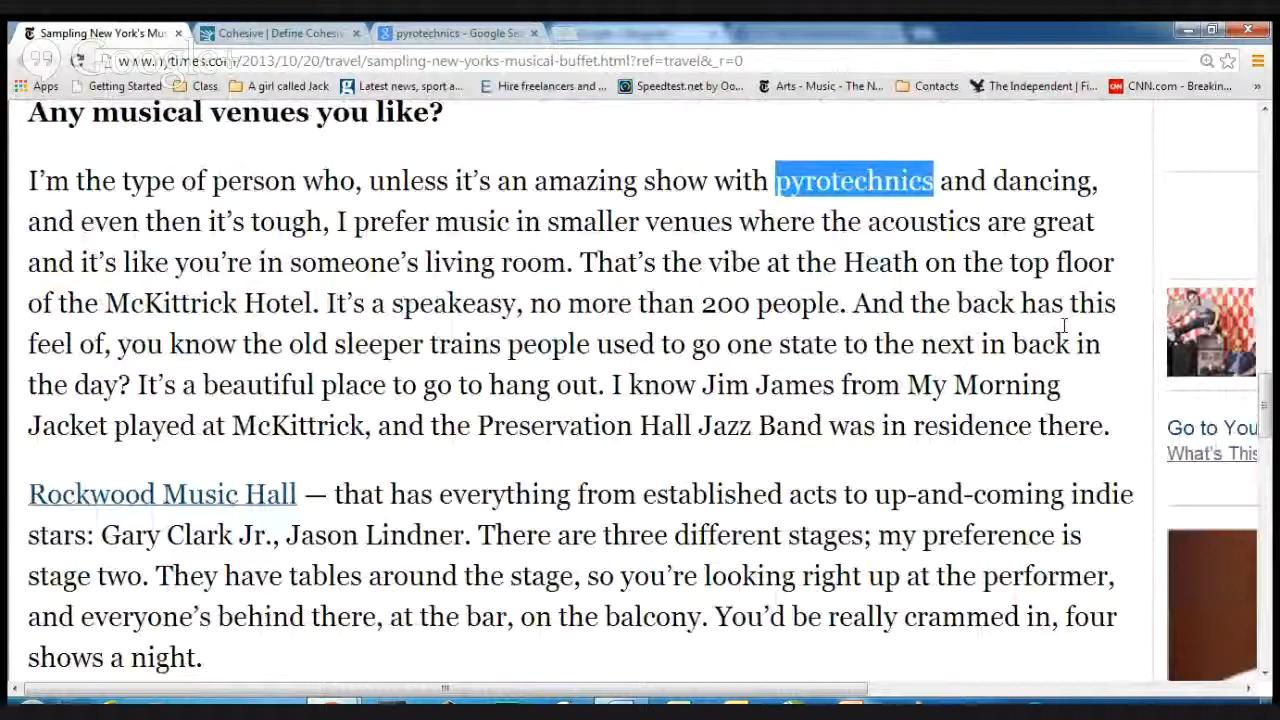 Sampling New York's Mus
Cohesive | Define Cohesiv
pyrotechnics - Google Sea
Google+
www.nytimes.com/2013/10/20/travel/sampling-new-yorks-musical-buffet.html?ref=travel&_r=0
Apps Getting Started Class A girl called Jack Latest news, sport a... Hire freelancers and ... Speedtest.net by Oo... Arts - Music - The N... Contacts The Independent | Fi... CNN.com - Breakin... »
Any musical venues you like?
I’m the type of person who, unless it’s an amazing show with pyrotechnics and dancing,
and even then it’s tough, I prefer music in smaller venues where the acoustics are great
and it’s like you’re in someone’s living room. That’s the vibe at the Heath on the top floor
of the McKittrick Hotel. It’s a speakeasy, no more than 200 people. And the back has this
feel of, you know the old sleeper trains people used to go one state to the next in back in
the day? It’s a beautiful place to go to hang out. I know Jim James from My Morning
Jacket played at McKittrick, and the Preservation Hall Jazz Band was in residence there.
Go to You
What's This
Rockwood Music Hall — that has everything from established acts to up-and-coming indie
stars: Gary Clark Jr., Jason Lindner. There are three different stages; my preference is
stage two. They have tables around the stage, so you’re looking right up at the performer,
and everyone’s behind there, at the bar, on the balcony. You’d be really crammed in, four
shows a night.